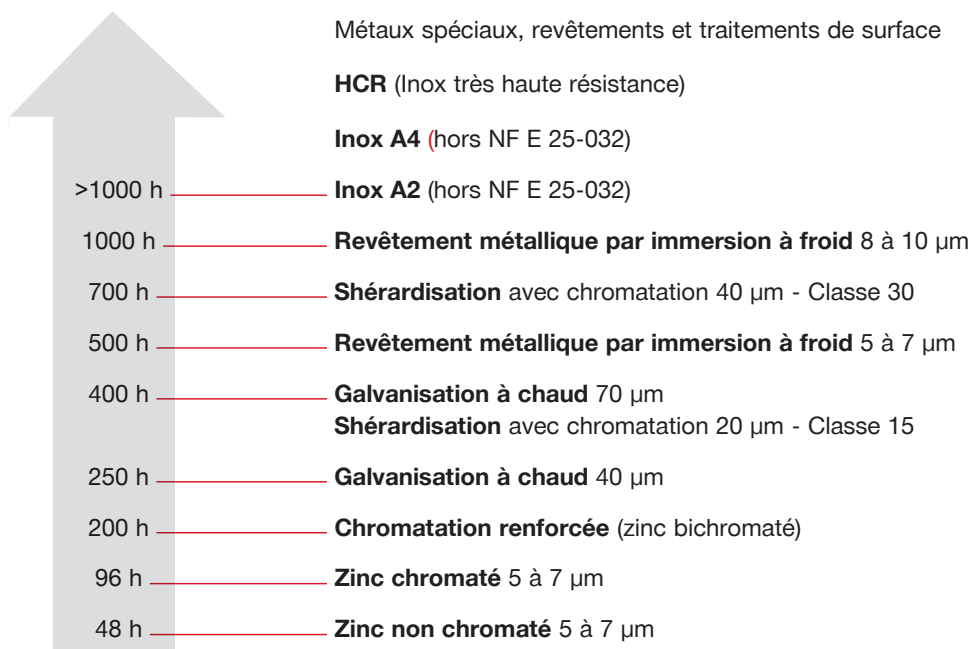 Métaux spéciaux, revêtements et traitements de surface
HCR (Inox très haute résistance)
Inox A4 (hors NF E 25-032)
>1000 h Inox A2 (hors NF E 25-032)
1000 h Revêtement métallique par immersion à froid 8 à 10 µm
700 h Shérardisation avec chromatation 40 µm - Classe 30
500 h Revêtement métallique par immersion à froid 5 à 7 µm
400 h Galvanisation à chaud 70 µm
Shérardisation avec chromatation 20 µm - Classe 15
250 h Galvanisation à chaud 40 µm
200 h Chromatation renforcée (zinc bichromaté)
96 h Zinc chromaté 5 à 7 µm
48 h Zinc non chromaté 5 à 7 µm